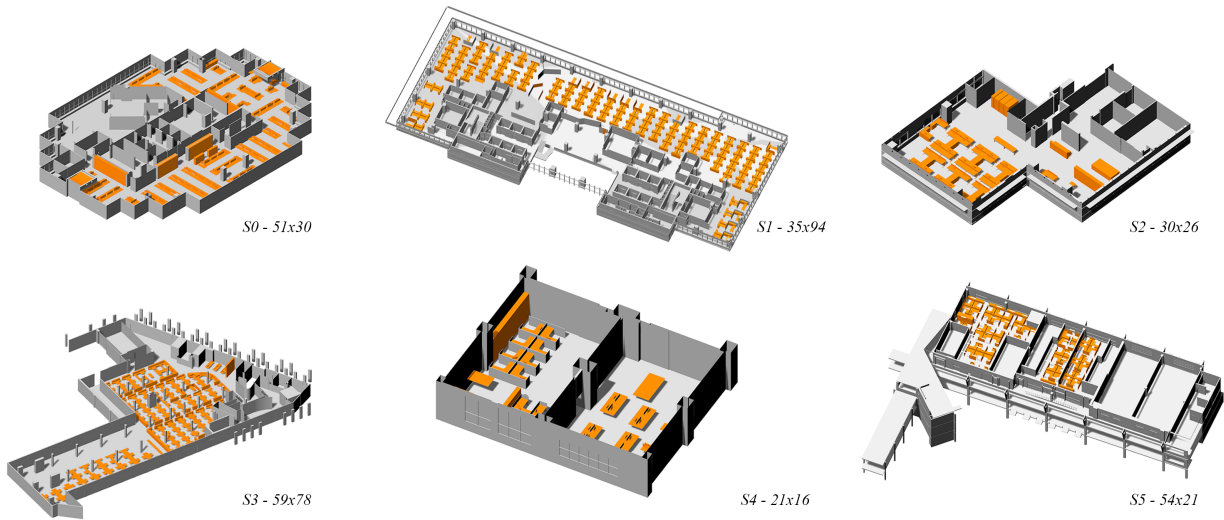 S0 - 51x30
S1 - 35x94
S2 - 30x26
S3 - 59x78
S4 - 21x16
S5 - 54x21